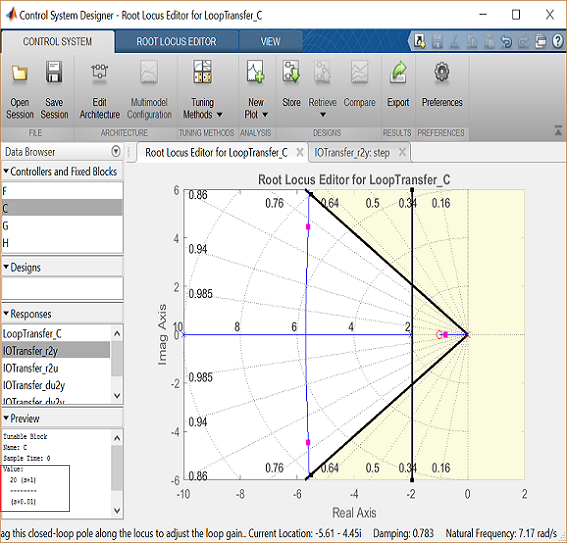 Control System Designer - Root Locus Editor for LoopTransfer_C
CONTROL SYSTEM ROOT LOCUS EDITOR VIEW
Open Session
Save Session
Edit Architecture
Multimodel Configuration
Tuning Methods
New Plot
Store
Retrieve
Compare
Export
Preferences
FILE ARCHITECTURE TUNING METHODS ANALYSIS DESIGNS RESULTS PREFERENCES
Data Browser
Root Locus Editor for LoopTransfer_C
IOTransfer_r2y: step
Controllers and Fixed Blocks
F
C
G
H
Designs
Responses
LoopTransfer_C
IOTransfer_r2y
IOTransfer_r2u
IOTransfer_du2y
IOTransfer_dy2y
Preview
Tunable Block
Name: C
Sample Time: 0
Value:
20 (s+1)
--------
(s+0.01)
Root Locus Editor for LoopTransfer_C
6
0.86 0.76 0.64 0.5 0.34 0.16
4
0.94
2
0.985
10 8 6 4 2
0
-2
0.985
0.94
-4
0.86 0.76 0.64 0.5 0.34 0.16
-6
-10 -8 -6 -4 -2 0 2
Imag Axis
Real Axis
ag this closed-loop pole along the locus to adjust the loop gain.. Current Location: -5.61 - 4.45i Damping: 0.783 Natural Frequency: 7.17 rad/s